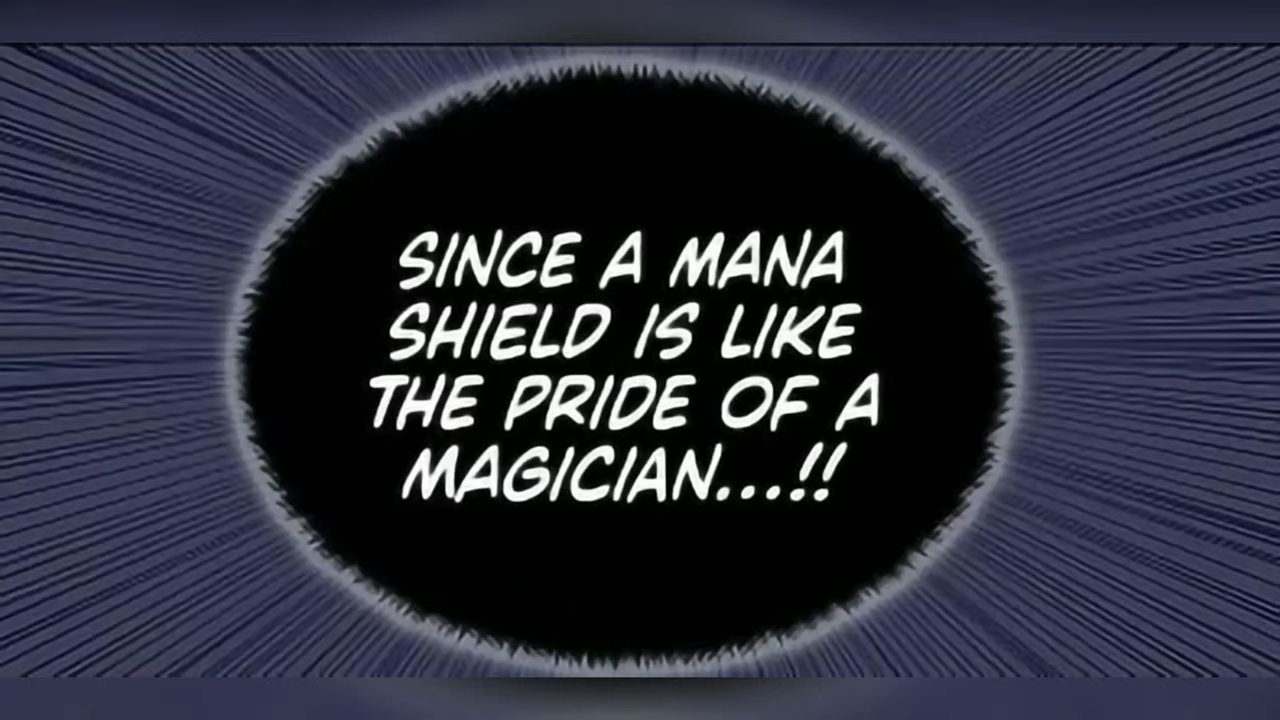 SINCE A MANA
SHIELD IS LIKE
THE PRIDE OF A
MAGICIAN...!!